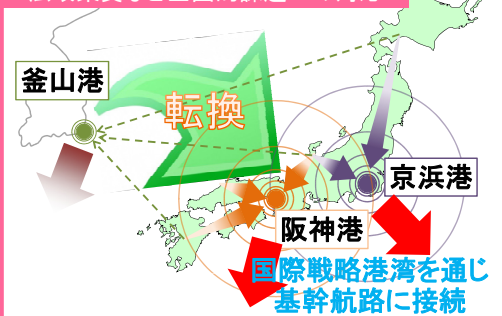 釜山港
転換
京浜港
阪神港
国際戦略港湾を通じ
基幹航路に接続